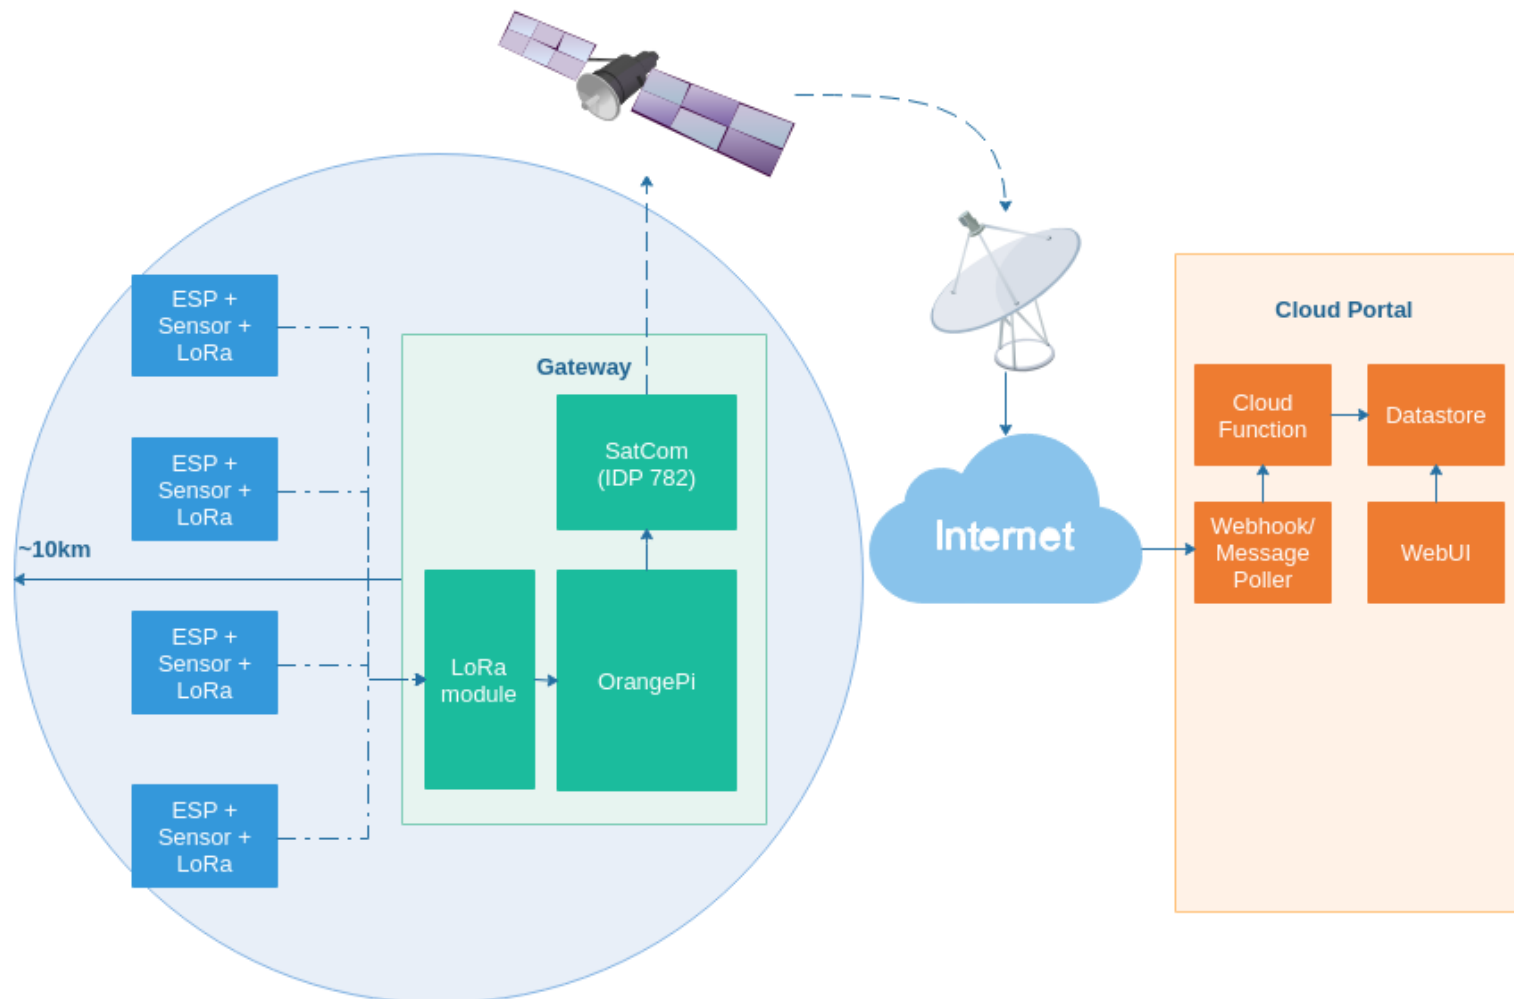 ESP +
Sensor +
LoRa
ESP +
Sensor +
LoRa
~10km
ESP +
Sensor +
LoRa
ESP +
Sensor +
LoRa
Gateway
SatCom
(IDP 782)
LoRa
module
OrangePi
Internet
Cloud Portal
Cloud
Function
Datastore
Webhook/
Message
Poller
WebUI